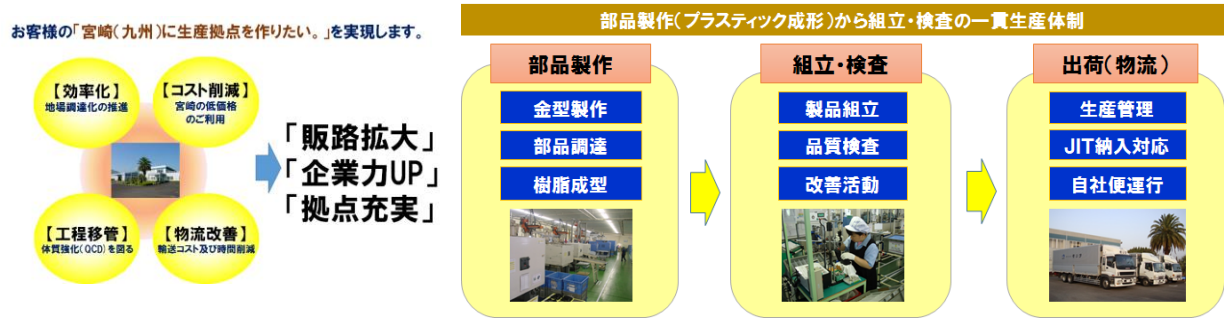 お客様の「宮崎(九州)に生産拠点を作りたい。」を実現します。
【効率化】
地場調達化の推進
【コスト削減】
宮崎の低価格
のご利用
【工程移管】
体質強化(QCD)を図る
【物流改善】
輸送コスト及び時間削減
「販路拡大」
「企業力UP」
「拠点充実」
部品製作(プラスティック成形)から組立・検査の一貫生産体制
部品製作
金型製作
部品調達
樹脂成型
組立・検査
製品組立
品質検査
改善活動
出荷(物流)
生産管理
JIT納入対応
自社便運行